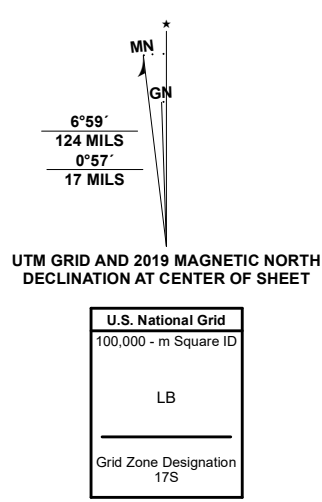 ★
MN
GN
6°59´
124 MILS
0°57´
17 MILS
UTM GRID AND 2019 MAGNETIC NORTH
DECLINATION AT CENTER OF SHEET
U.S. National Grid
100,000 - m Square ID
LB
Grid Zone Designation
17S